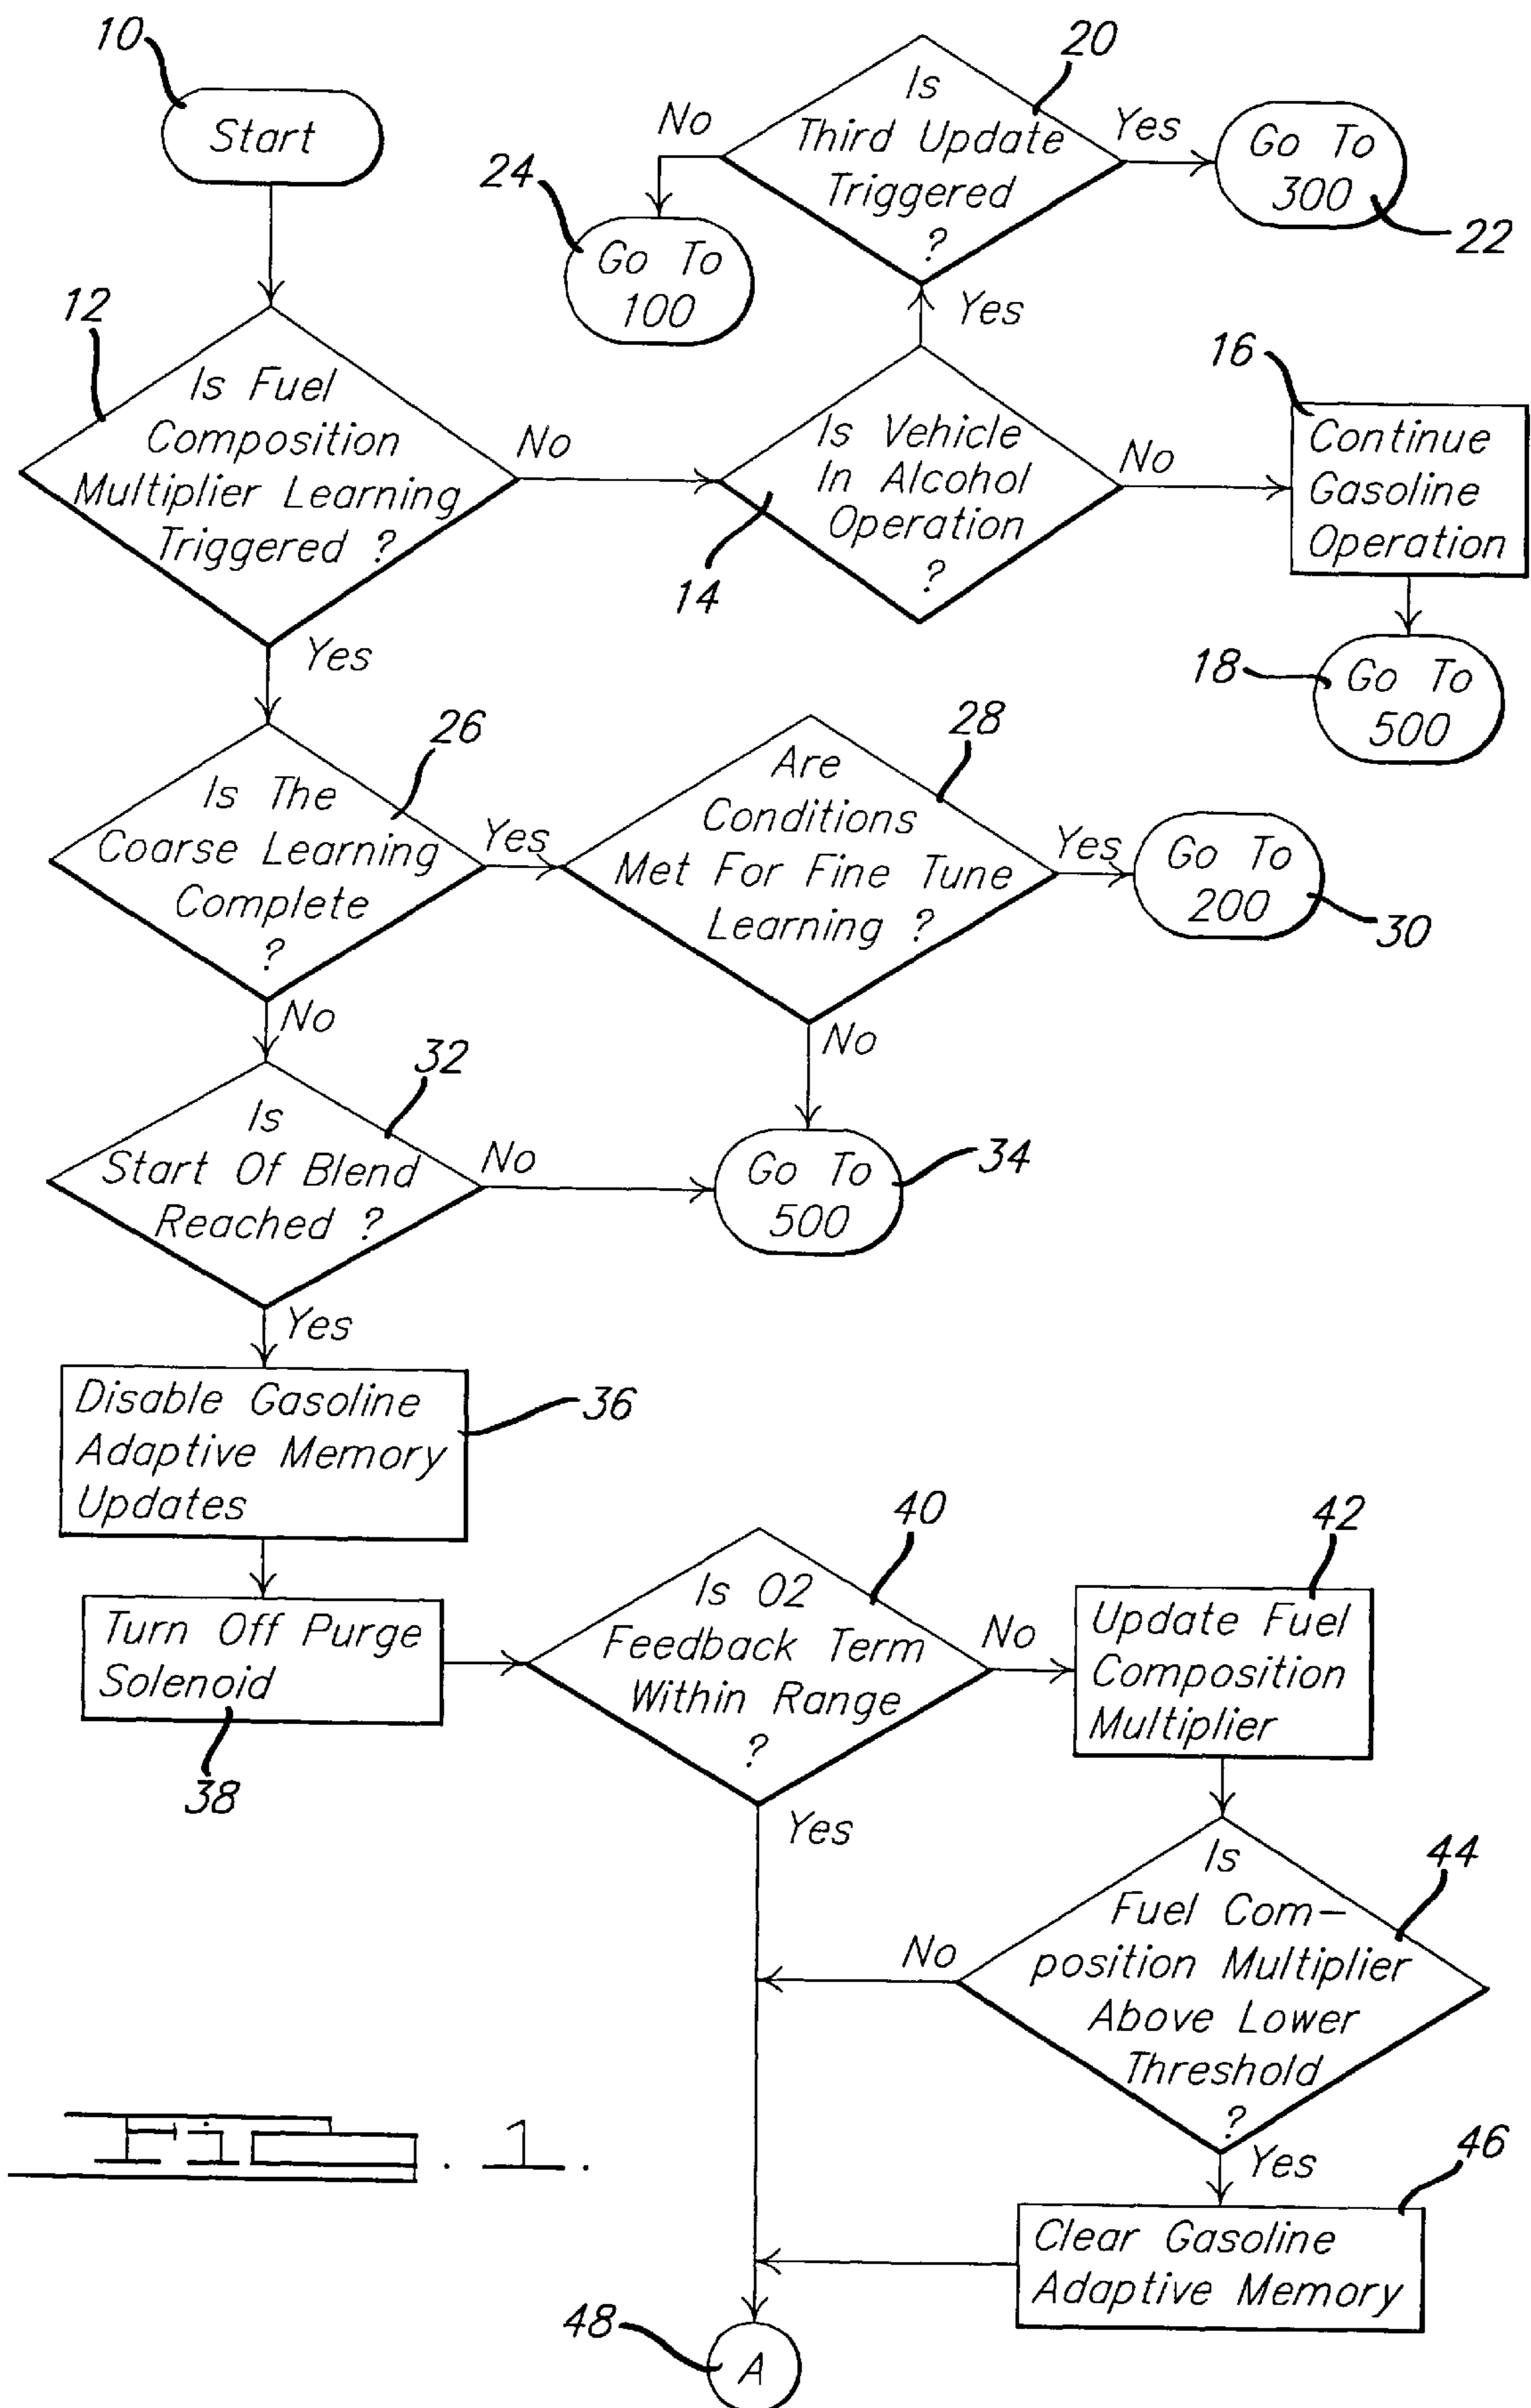 10
Start
20
Is
Third Update
Triggered
?
No
Yes
Go To
300
22
24
Go To
100
Yes
12
Is Fuel
Composition
Multiplier Learning
Triggered ?
No
Is Vehicle
In Alcohol
Operation
?
14
No
16
Continue
Gasoline
Operation
18
Go To
500
Yes
26
Is The
Coarse Learning
Complete
?
Yes
28
Are
Conditions
Met For Fine Tune
Learning ?
Yes
Go To
200
30
No
No
32
Is
Start Of Blend
Reached ?
No
Go To
500
34
Yes
Disable Gasoline
Adaptive Memory
Updates
36
Turn Off Purge
Solenoid
38
40
Is O2
Feedback Term
Within Range
?
No
42
Update Fuel
Composition
Multiplier
Yes
44
Is
Fuel Com-
position Multiplier
Above Lower
Threshold
?
No
Yes
46
Clear Gasoline
Adaptive Memory
48
A
Fig. 1.